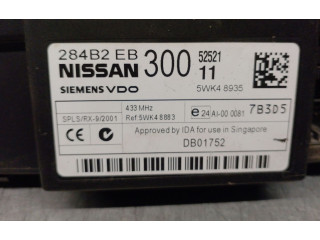 284B2 EB
NISSAN 300 52521
11
SIEMENS VDO 5WK4 8935
433 MHz
SPLS/RX-9/2001 Ref.5WK4 8883 e24 AI-00 0081 7B3D5
Approved by IDA for use in Singapore
DB01752